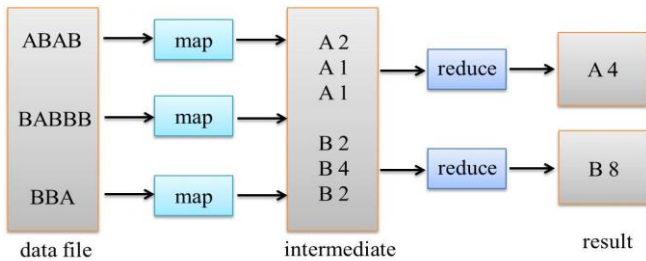 ABAB
BABBB
BBA
data file
map
map
map
A 2
A 1
A 1
B 2
B 4
B 2
intermediate
reduce
reduce
A 4
B 8
result